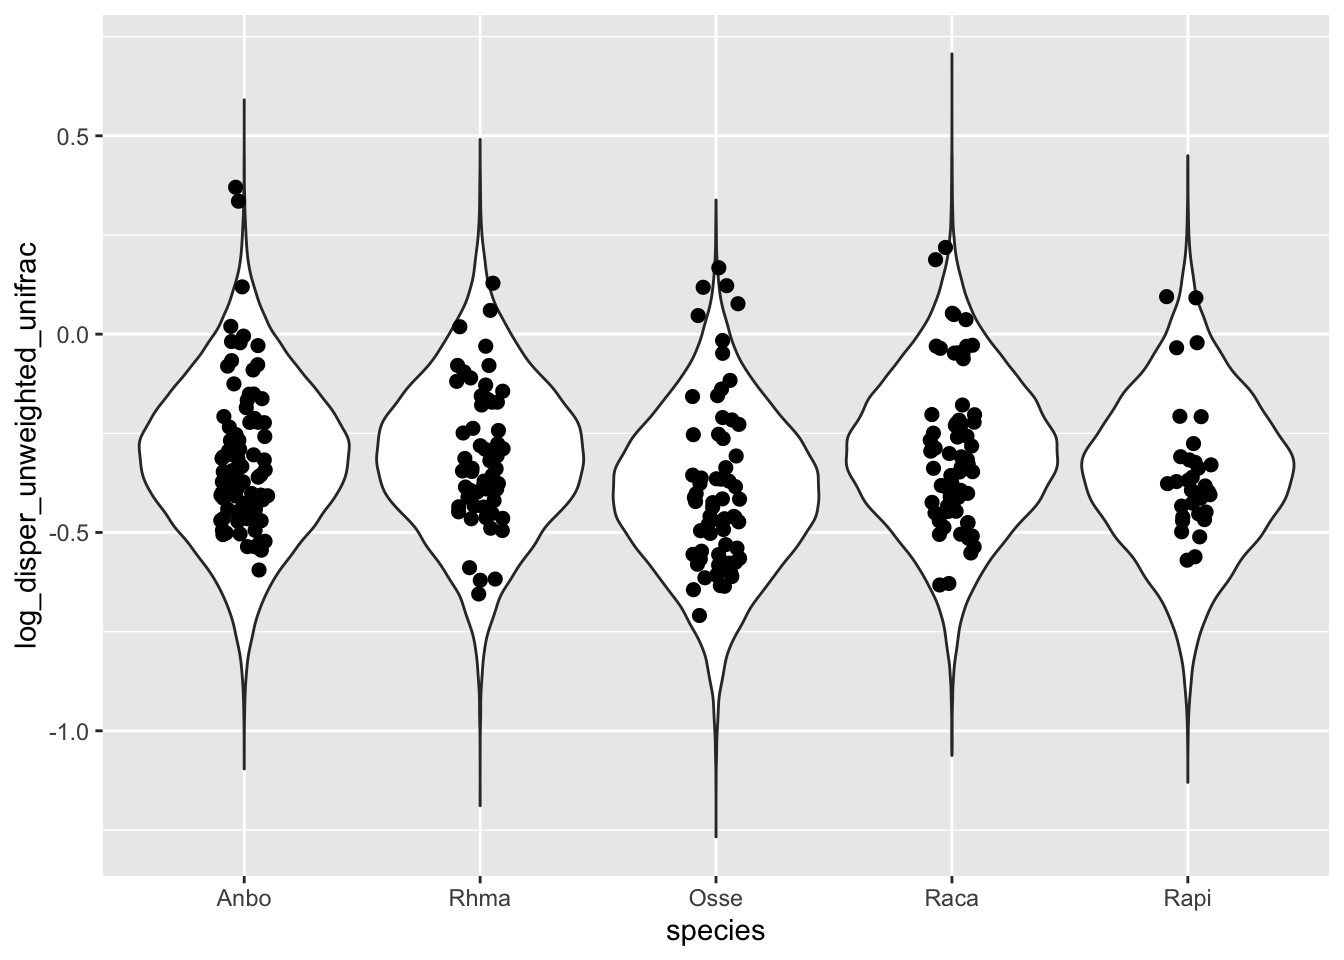 log_disper_unweighted_unifrac
0.5
0.0
-0.5
-1.0
Anbo Rhma Osse Raca Rapi
species